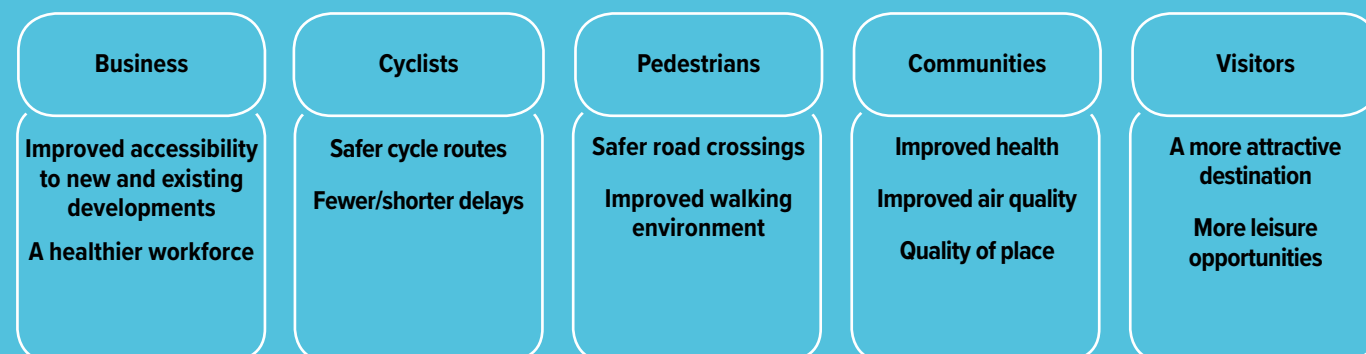 Business
Improved accessibility
to new and existing
developments
A healthier workforce
Cyclists
Safer cycle routes
Fewer/shorter delays
Pedestrians
Safer road crossings
Improved walking
environment
Communities
Improved health
Improved air quality
Quality of place
Visitors
A more attractive
destination
More leisure
opportunities